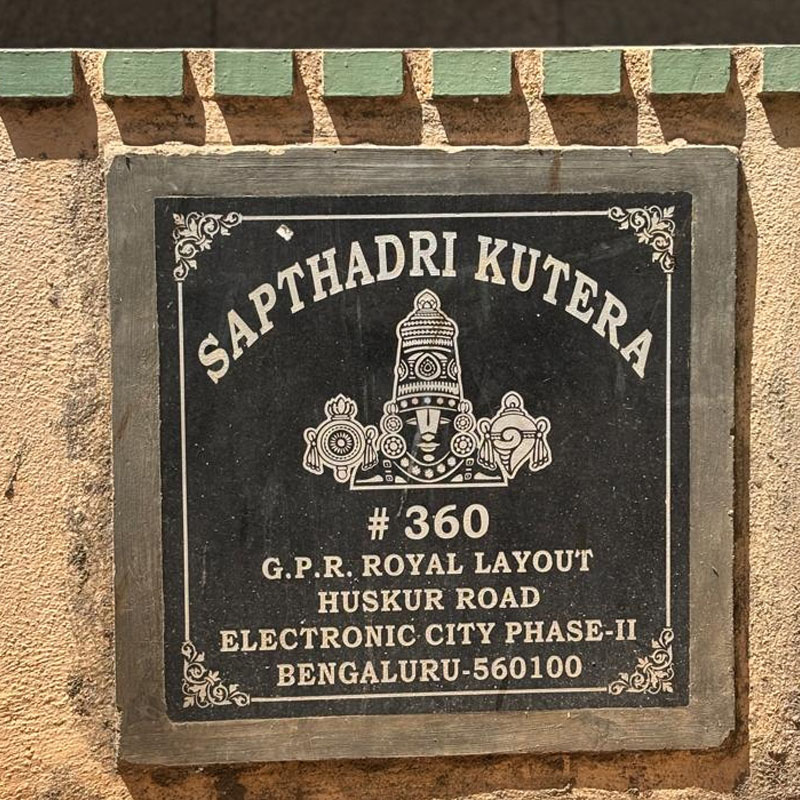 SAPTHADRI KUTERA
# 360
G.P.R. ROYAL LAYOUT
HUSKUR ROAD
ELECTRONIC CITY PHASE-II
BENGALURU-560100